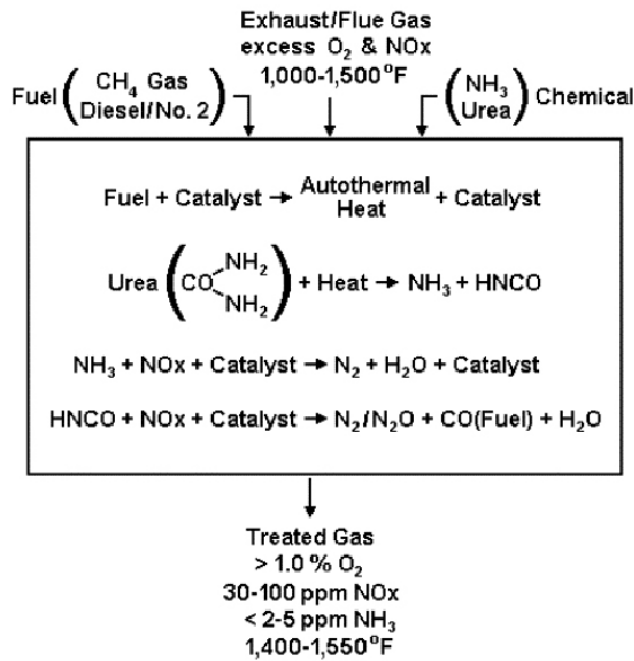 Exhaust/Flue Gas
excess O₂ & NOx
1,000-1,500°F
Fuel (CH₄ Gas
Diesel/No. 2)
(NH₃
Urea) Chemical
Fuel + Catalyst → Autothermal Heat + Catalyst
Urea (CO NH₂ NH₂) + Heat → NH₃ + HNCO
NH₃ + NOx + Catalyst → N₂ + H₂O + Catalyst
HNCO + NOx + Catalyst → N₂/N₂O + CO(Fuel) + H₂O
Treated Gas
> 1.0 % O₂
30-100 ppm NOx
< 2-5 ppm NH₃
1,400-1,550°F